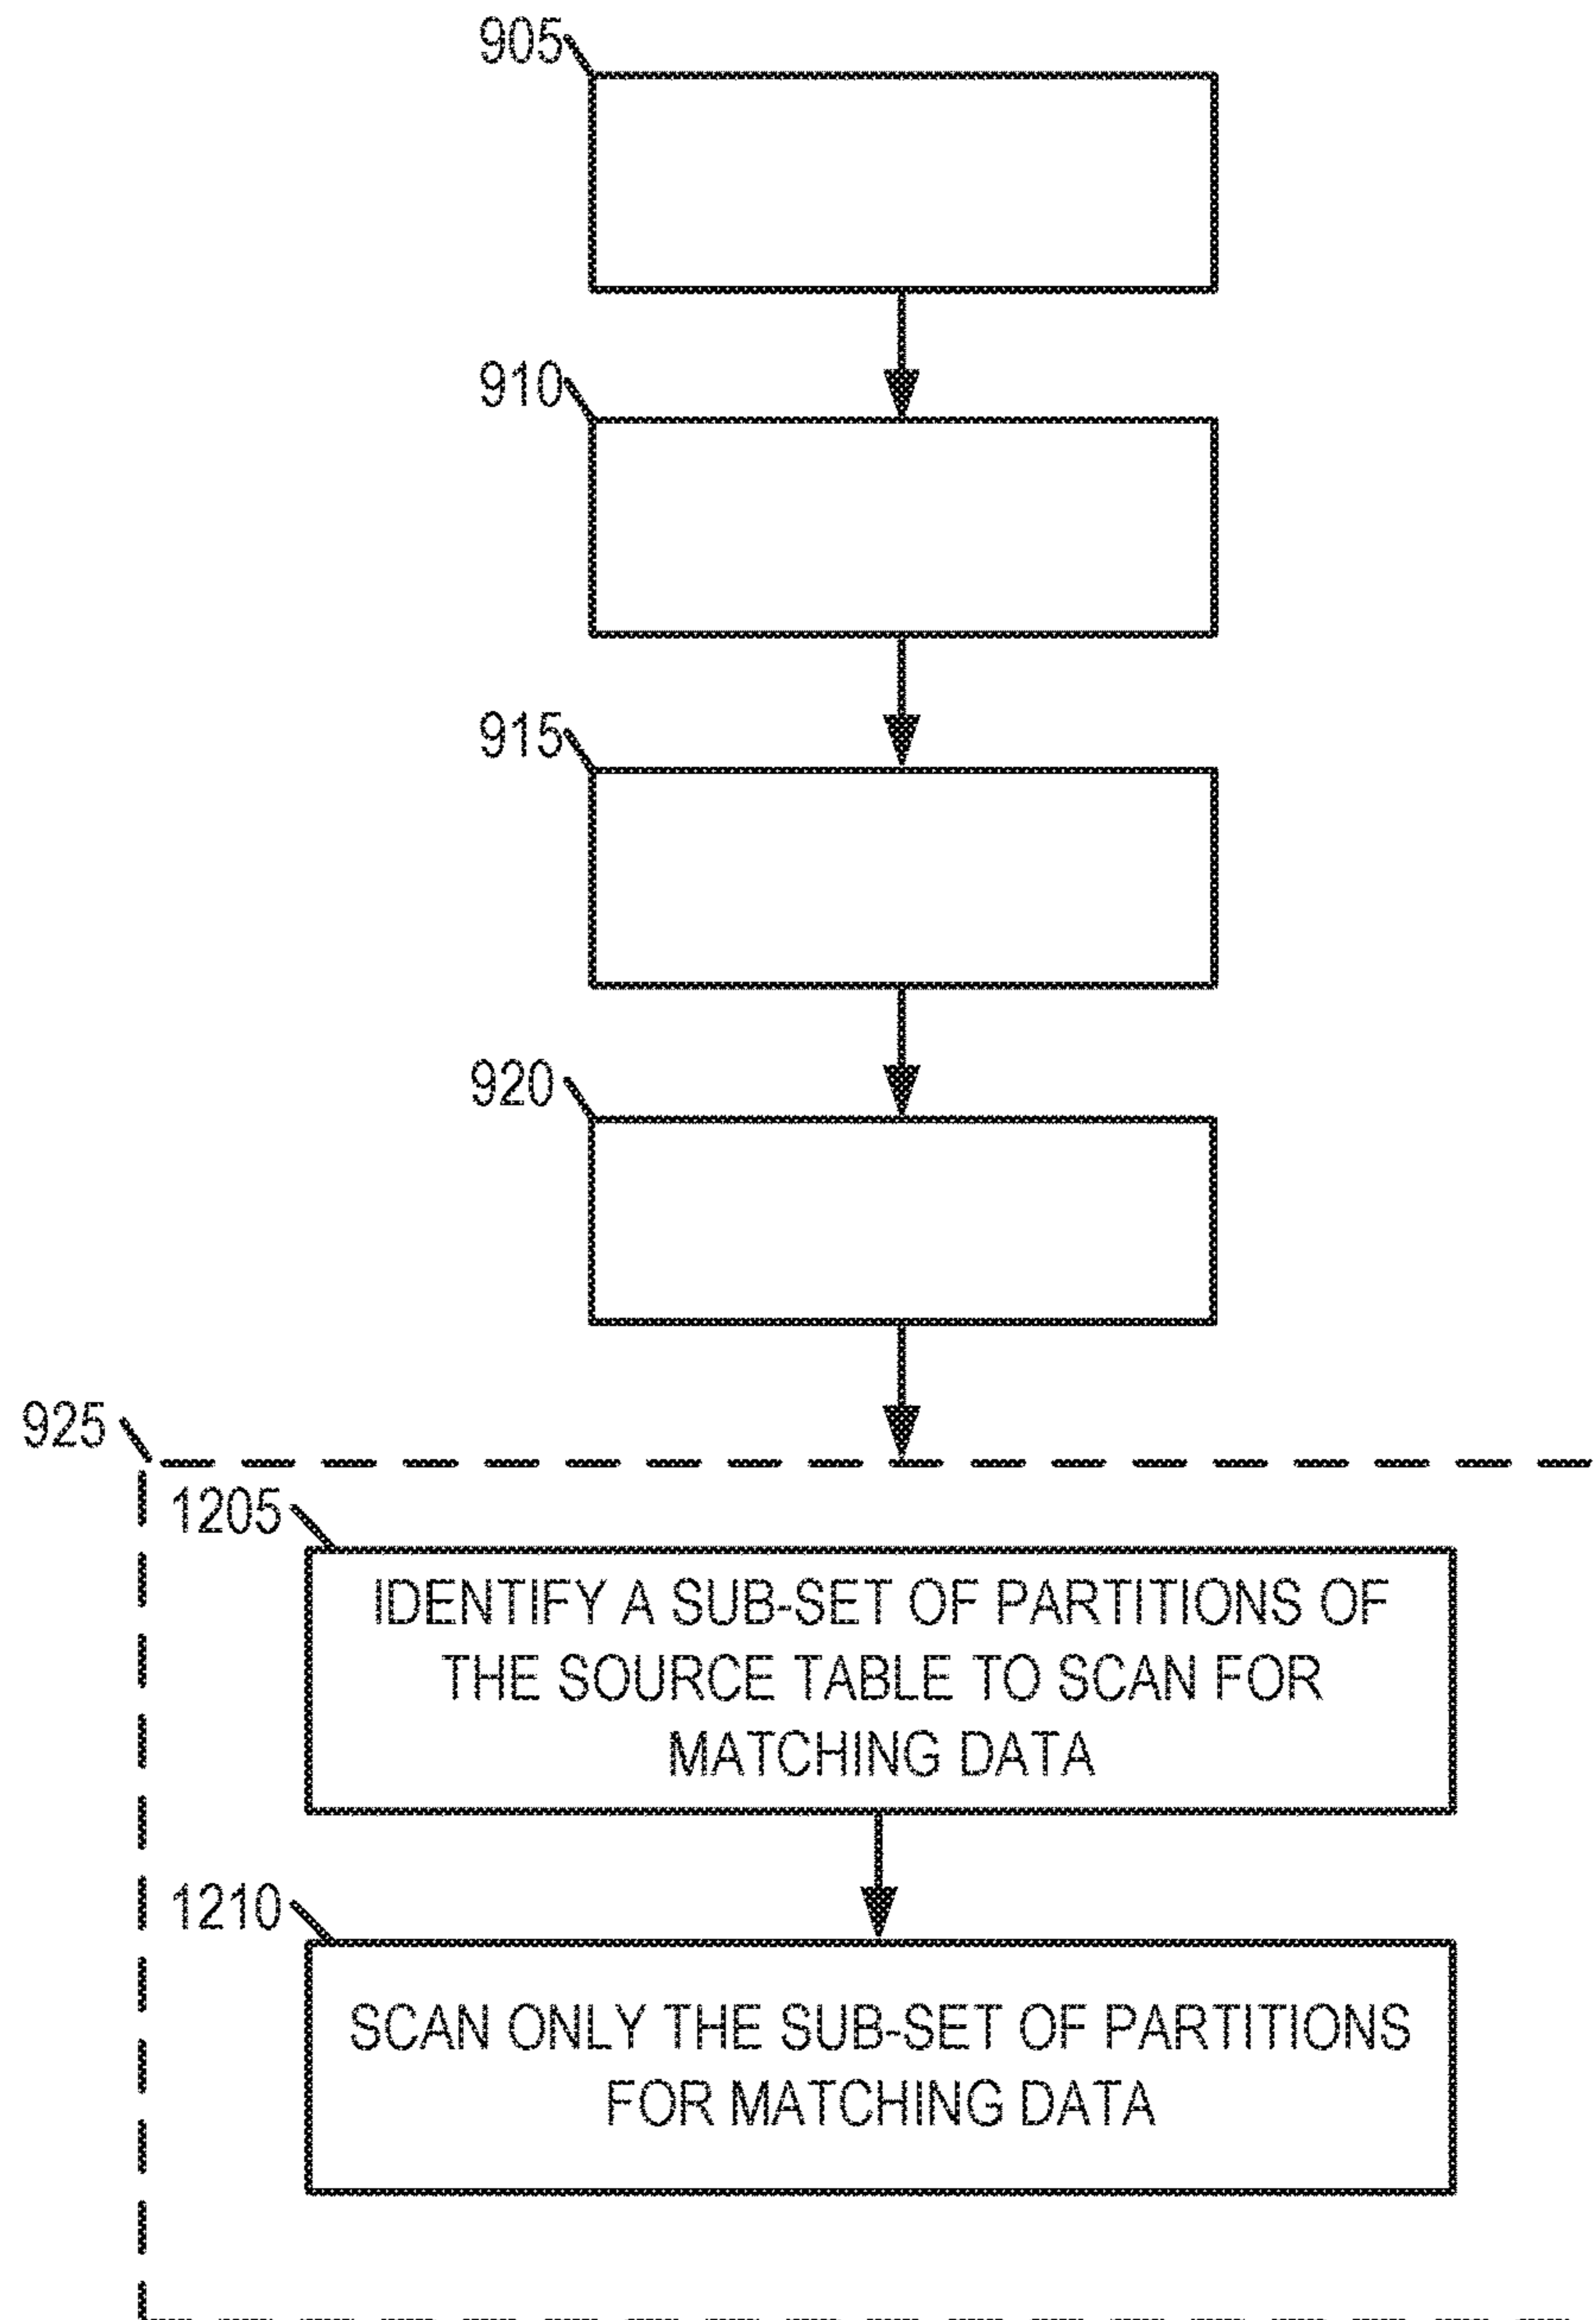 905
910
915
920
925
1205
IDENTIFY A SUB-SET OF PARTITIONS OF
THE SOURCE TABLE TO SCAN FOR
MATCHING DATA
1210
SCAN ONLY THE SUB-SET OF PARTITIONS
FOR MATCHING DATA